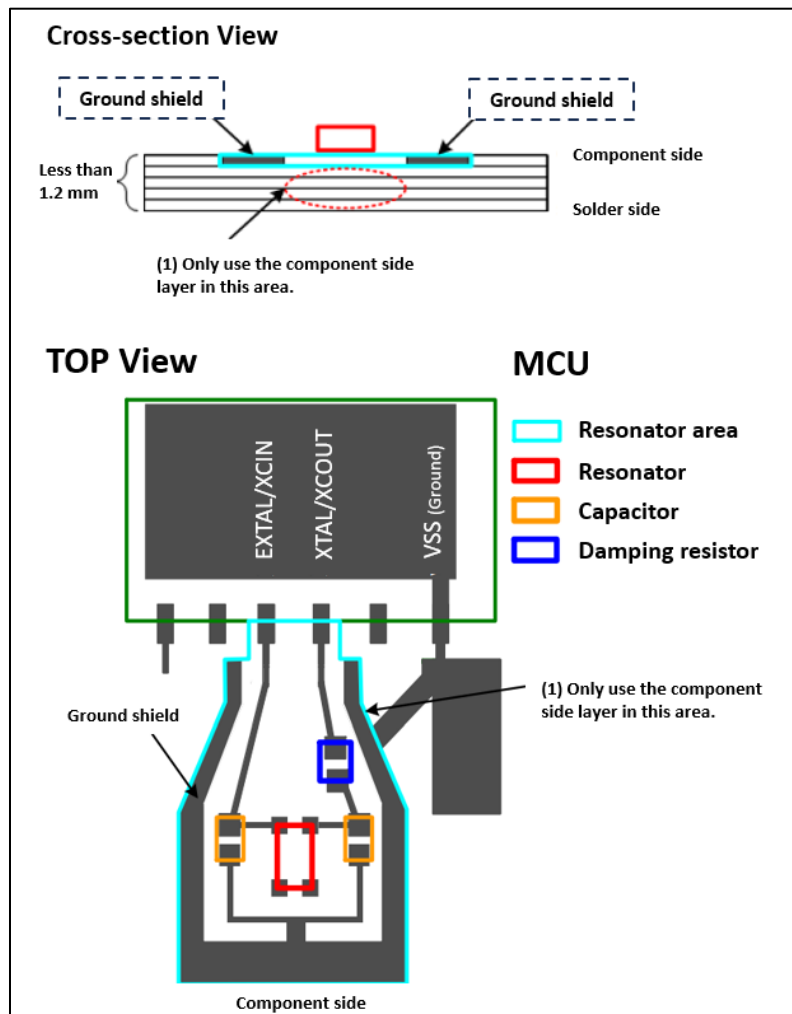 Cross-section View
Ground shield
Ground shield
Less than
1.2 mm
Component side
Solder side
(1) Only use the component side
layer in this area.
TOP View
MCU
EXTAL/XCIN
XTAL/XCOUT
VSS (Ground)
Resonator area
Resonator
Capacitor
Damping resistor
Ground shield
(1) Only use the component
side layer in this area.
Component side